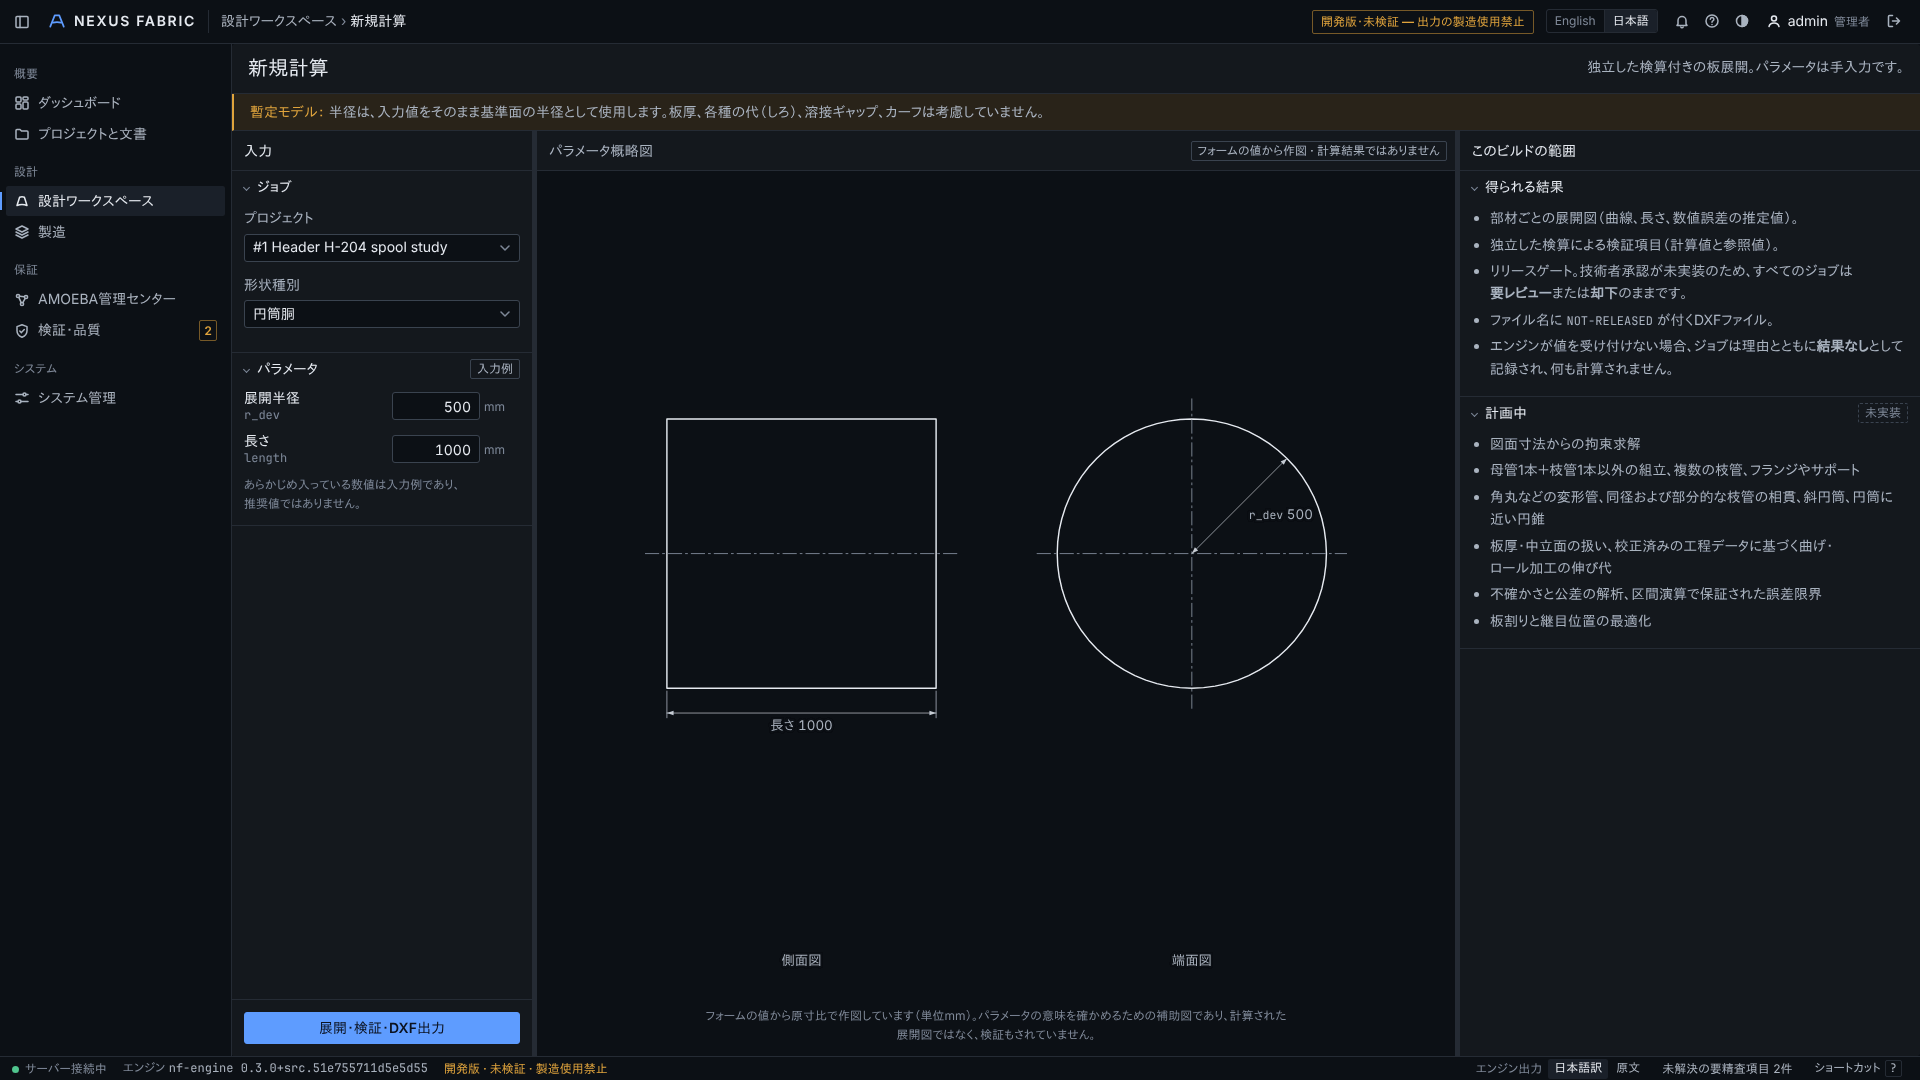 NEXUS FABRIC
設計ワークスペース › 新規計算
開発版·未検証 — 出力の製造使用禁止
English
日本語
admin 管理者
概要
ダッシュボード
プロジェクトと文書
設計
設計ワークスペース
製造
保証
AMOEBA管理センター
検証·品質
2
システム
システム管理
新規計算
独立した検算付きの板展開。パラメータは手入力です。
暫定モデル: 半径は、入力値をそのまま基準面の半径として使用します。板厚、各種の代(しろ)、溶接ギャップ、カーフは考慮していません。
入力
ジョブ
プロジェクト
#1 Header H-204 spool study
形状種別
円筒胴
パラメータ
入力例
展開半径
r_dev
500 mm
長さ
length
1000 mm
あらかじめ入っている数値は入力例であり、
推奨値ではありません。
展開·検証·DXF出力
パラメータ概略図
フォームの値から作図·計算結果ではありません
r_dev 500
長さ 1000
側面図
端面図
フォームの値から原寸比で作図しています(単位mm)。パラメータの意味を確かめるための補助図であり、計算された
展開図ではなく、検証もされていません。
このビルドの範囲
得られる結果
部材ごとの展開図(曲線、長さ、数値誤差の推定値)。
独立した検算による検証項目(計算値と参照値)。
リリースゲート。技術者承認が未実装のため、すべてのジョブは
要レビューまたは却下のままです。
ファイル名に NOT-RELEASED が付くDXFファイル。
エンジンが値を受け付けない場合、ジョブは理由とともに結果なしとして
記録され、何も計算されません。
計画中
未実装
図面寸法からの拘束求解
母管1本+枝管1本以外の組立、複数の枝管、フランジやサポート
角丸などの変形管、同径および部分的な枝管の相貫、斜円筒、円筒に
近い円錐
板厚·中立面の扱い、校正済みの工程データに基づく曲げ·
ロール加工の伸び代
不確かさと公差の解析、区間演算で保証された誤差限界
板割りと継目位置の最適化
サーバー接続中
エンジン nf-engine 0.3.0+src.51e755711d5e5d55
開発版·未検証·製造使用禁止
エンジン出力
日本語訳
原文
未解決の要精査項目 2件
ショートカット ?